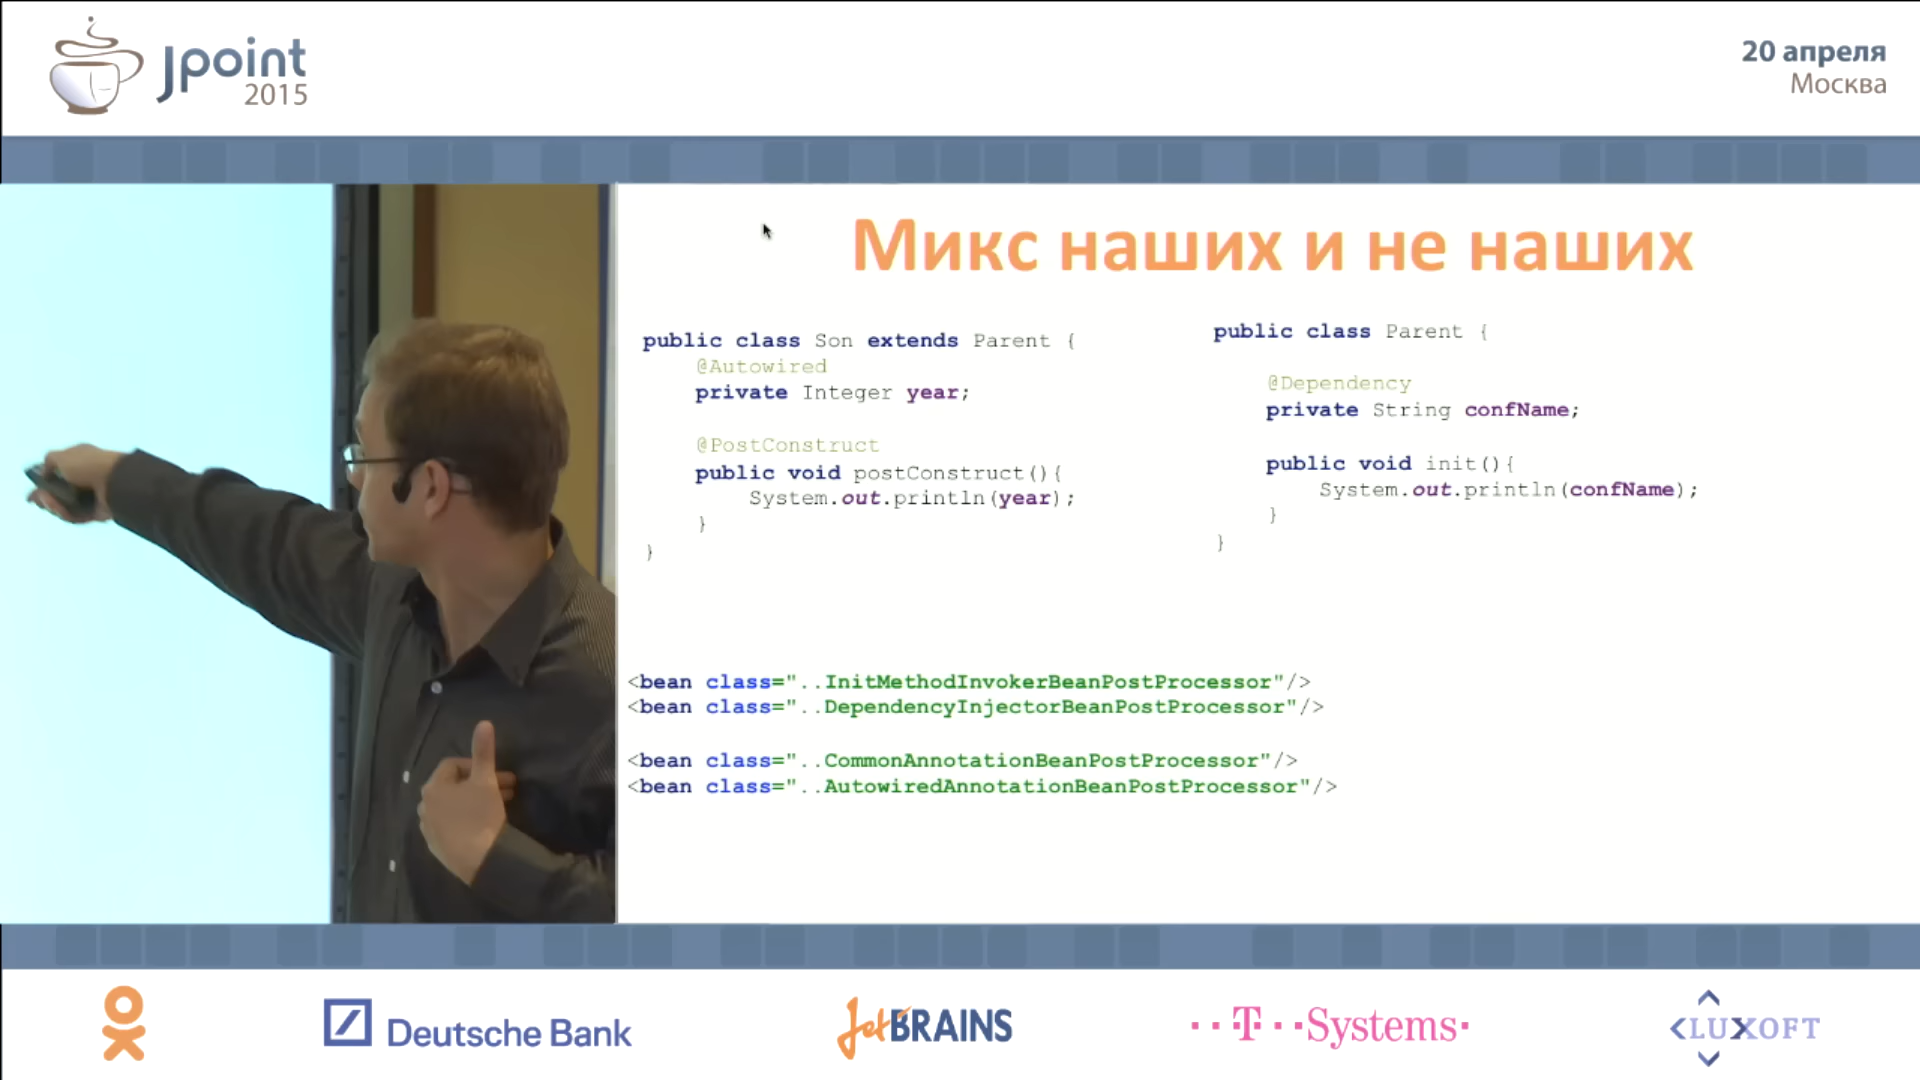 Jpoint
2015
20 апреля
Москва
Микс наших и не наших
public class Son extends Parent {
@Autowired
private Integer year;
@PostConstruct
public void postConstruct(){
System.out.println(year);
}
}
public class Parent {
@Dependency
private String confName;
public void init(){
System.out.println(confName);
}
}
<bean class="..InitMethodInvokerBeanPostProcessor"/>
<bean class="..DependencyInjectorBeanPostProcessor"/>
<bean class="..CommonAnnotationBeanPostProcessor"/>
<bean class="..AutowiredAnnotationBeanPostProcessor"/>
Deutsche Bank
JetBRAINS
··T··Systems·
LUXOFT